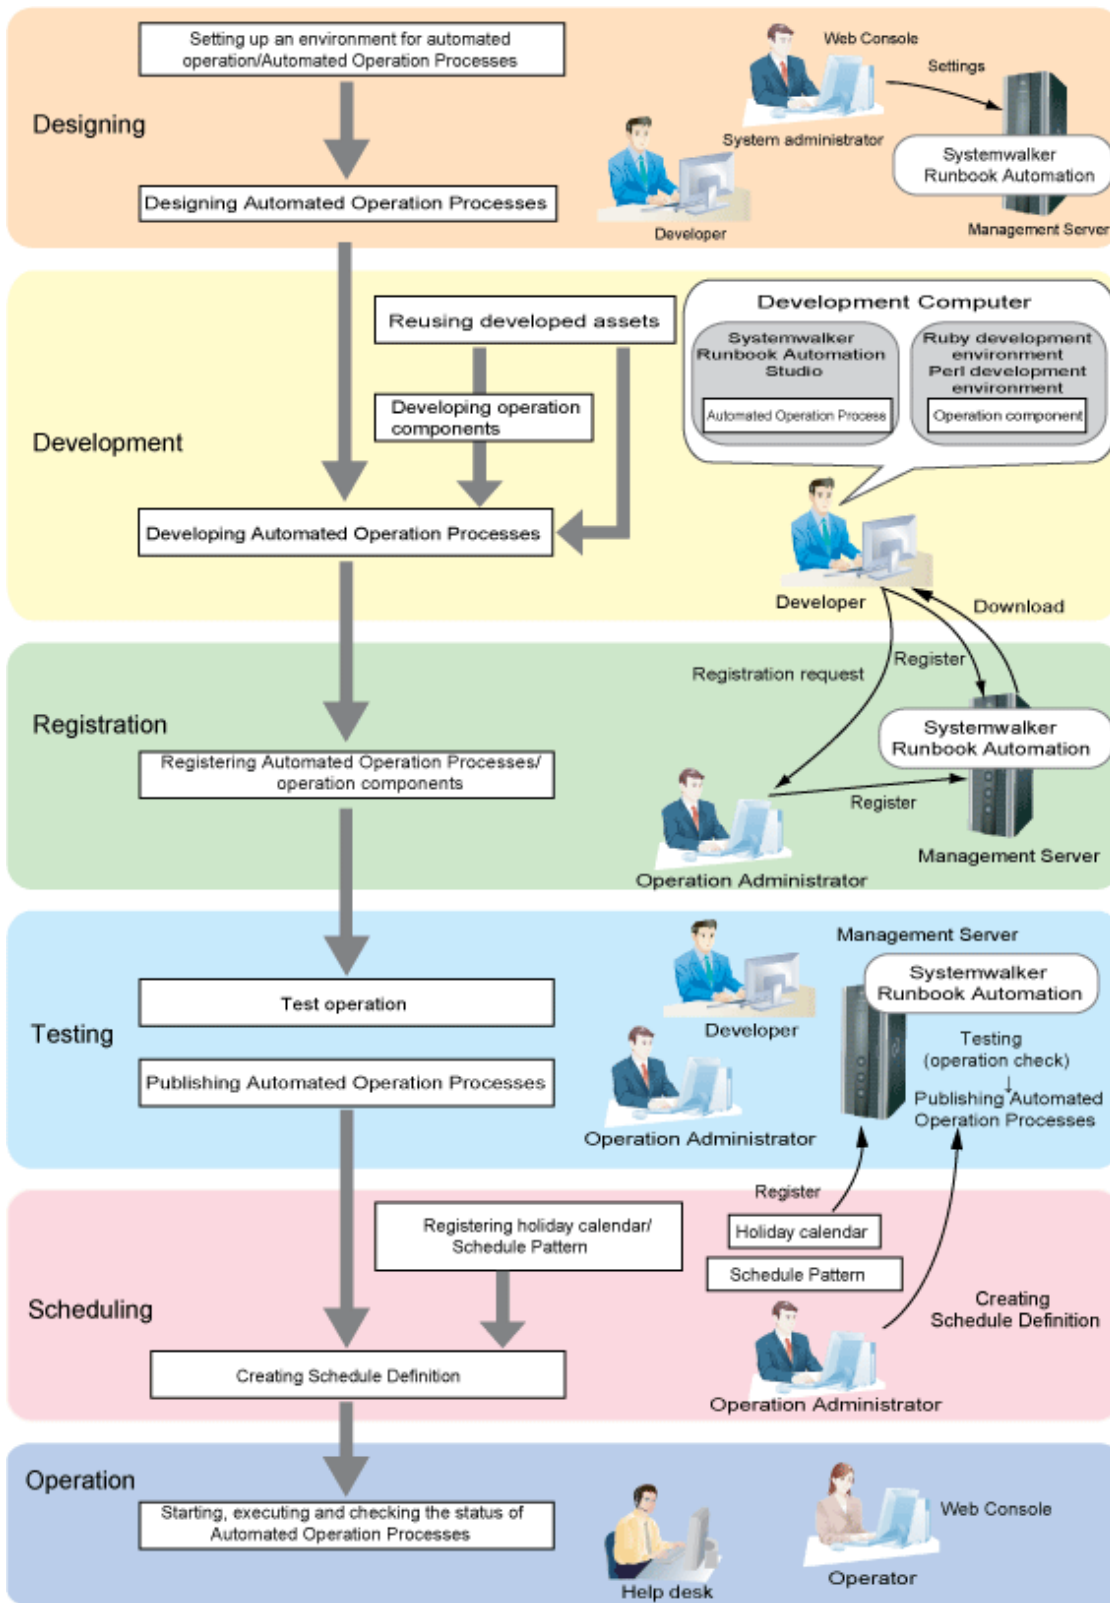 Setting up an environment for automated
operation/Automated Operation Processes
Web Console
Settings
Designing
System administrator
Systemwalker
Runbook Automation
Designing Automated Operation Processes
Developer
Management Server
Development Computer
Reusing developed assets
Systemwalker
Runbook Automation
Studio
Automated Operation Process
Ruby development
environment
Perl development
environment
Operation component
Developing operation
components
Development
Developing Automated Operation Processes
Developer
Download
Registration request
Register
Registration
Systemwalker
Runbook Automation
Registering Automated Operation Processes/
operation components
Register
Management Server
Operation Administrator
Management Server
Systemwalker
Runbook Automation
Test operation
Developer
Testing
Testing
(operation check)
↓
Publishing Automated
Operation Processes
Publishing Automated Operation Processes
Operation Administrator
Register
Registering holiday calendar/
Schedule Pattern
Holiday calendar
Schedule Pattern
Scheduling
Creating
Schedule Definition
Creating Schedule Definition
Operation Administrator
Operation
Starting, executing and checking the status of
Automated Operation Processes
Web Console
Help desk
Operator